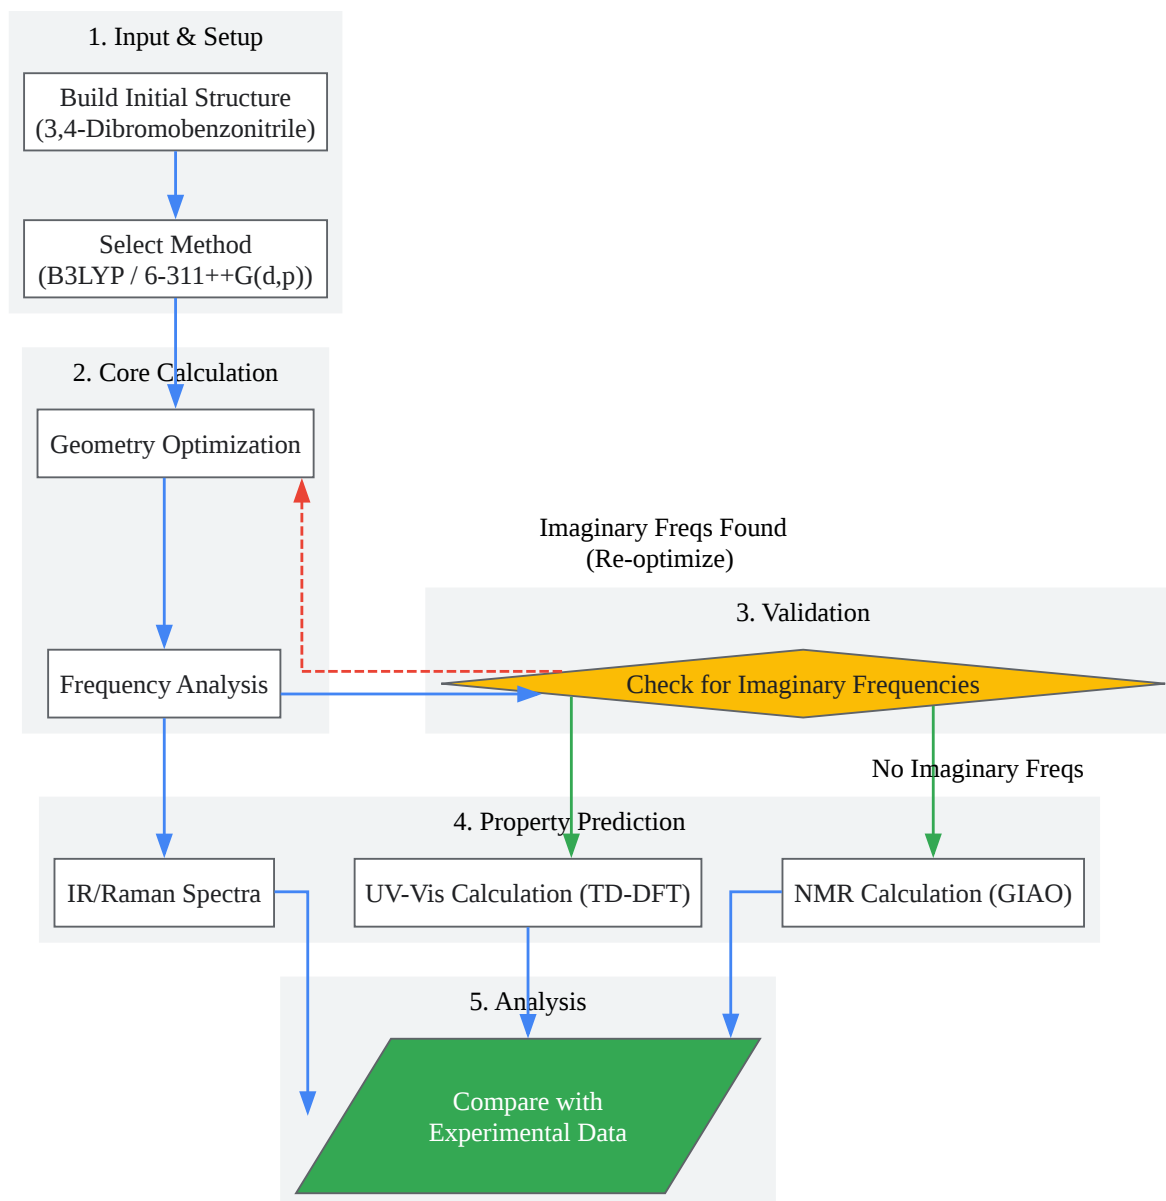 1. Input & Setup
Build Initial Structure
(3,4-Dibromobenzonitrile)
Select Method
(B3LYP / 6-311++G(d,p))
2. Core Calculation
Geometry Optimization
Imaginary Freqs Found
(Re-optimize)
3. Validation
Frequency Analysis
Check for Imaginary Frequencies
No Imaginary Freqs
4. Property Prediction
IR/Raman Spectra
UV-Vis Calculation (TD-DFT)
NMR Calculation (GIAO)
5. Analysis
Compare with
Experimental Data